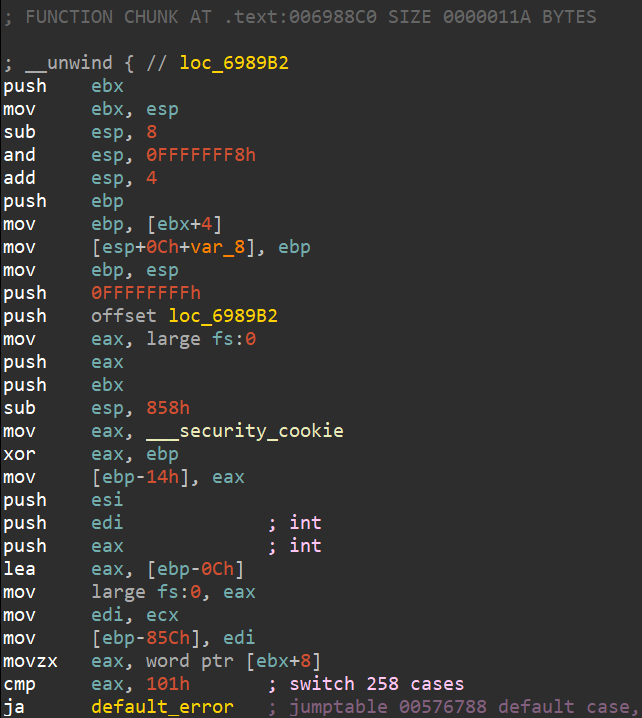 ; FUNCTION CHUNK AT .text:006988C0 SIZE 0000011A BYTES
; __unwind { // loc_6989B2
push ebx
mov ebx, esp
sub esp, 8
and esp, 0FFFFFFF8h
add esp, 4
push ebp
mov ebp, [ebx+4]
mov [esp+0Ch+var_8], ebp
mov ebp, esp
push 0FFFFFFFFh
push offset loc_6989B2
mov eax, large fs:0
push eax
push ebx
sub esp, 858h
mov eax, ___security_cookie
xor eax, ebp
mov [ebp-14h], eax
push esi
push edi ; int
push eax ; int
lea eax, [ebp-0Ch]
mov large fs:0, eax
mov edi, ecx
mov [ebp-85Ch], edi
movzx eax, word ptr [ebx+8]
cmp eax, 101h ; switch 258 cases
ja default_error ; jumptable 00576788 default case,